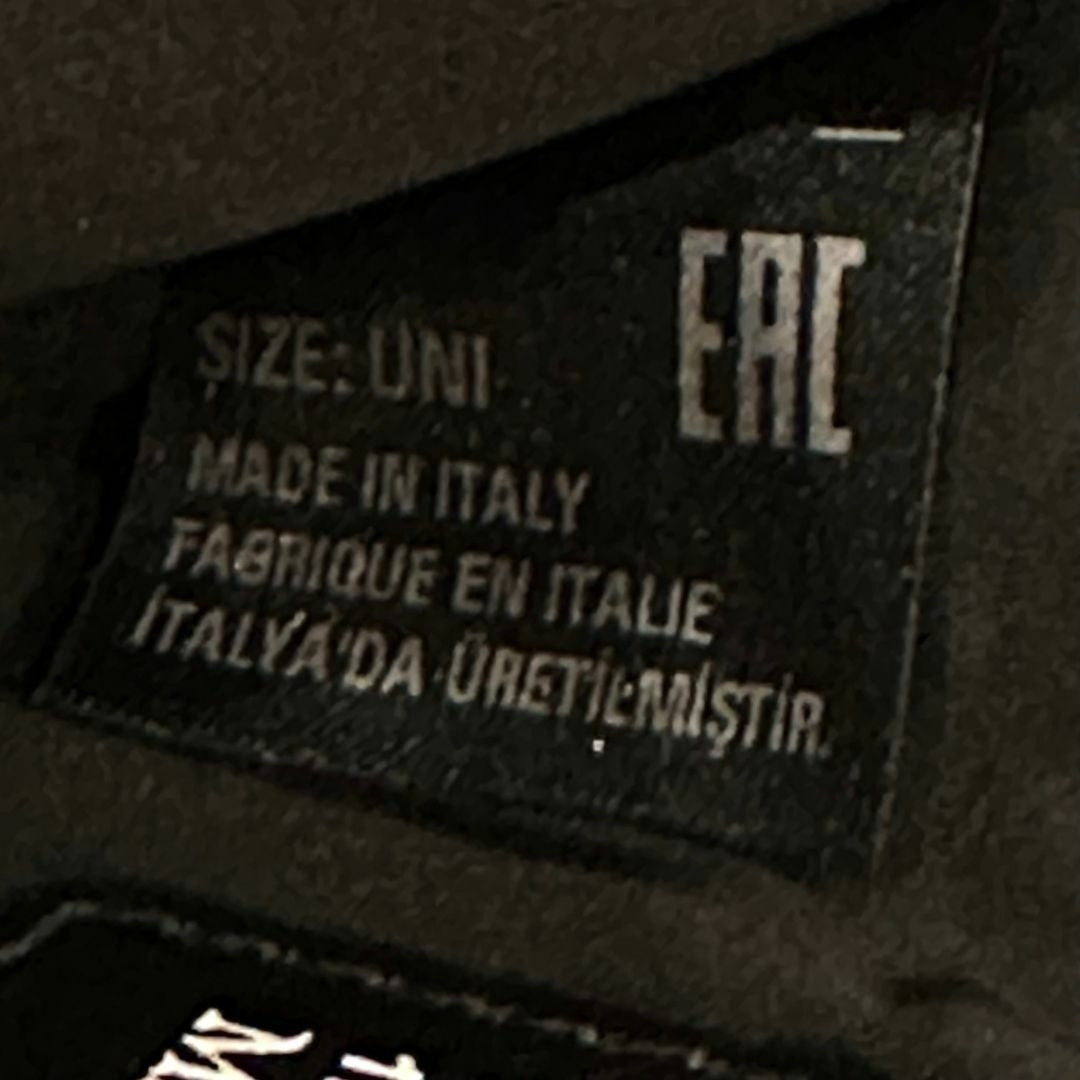 EAC
SIZE: UNI
MADE IN ITALY
FABRIQUE EN ITALIE
İTALYA'DA ÜRETİLMİŞTİR.